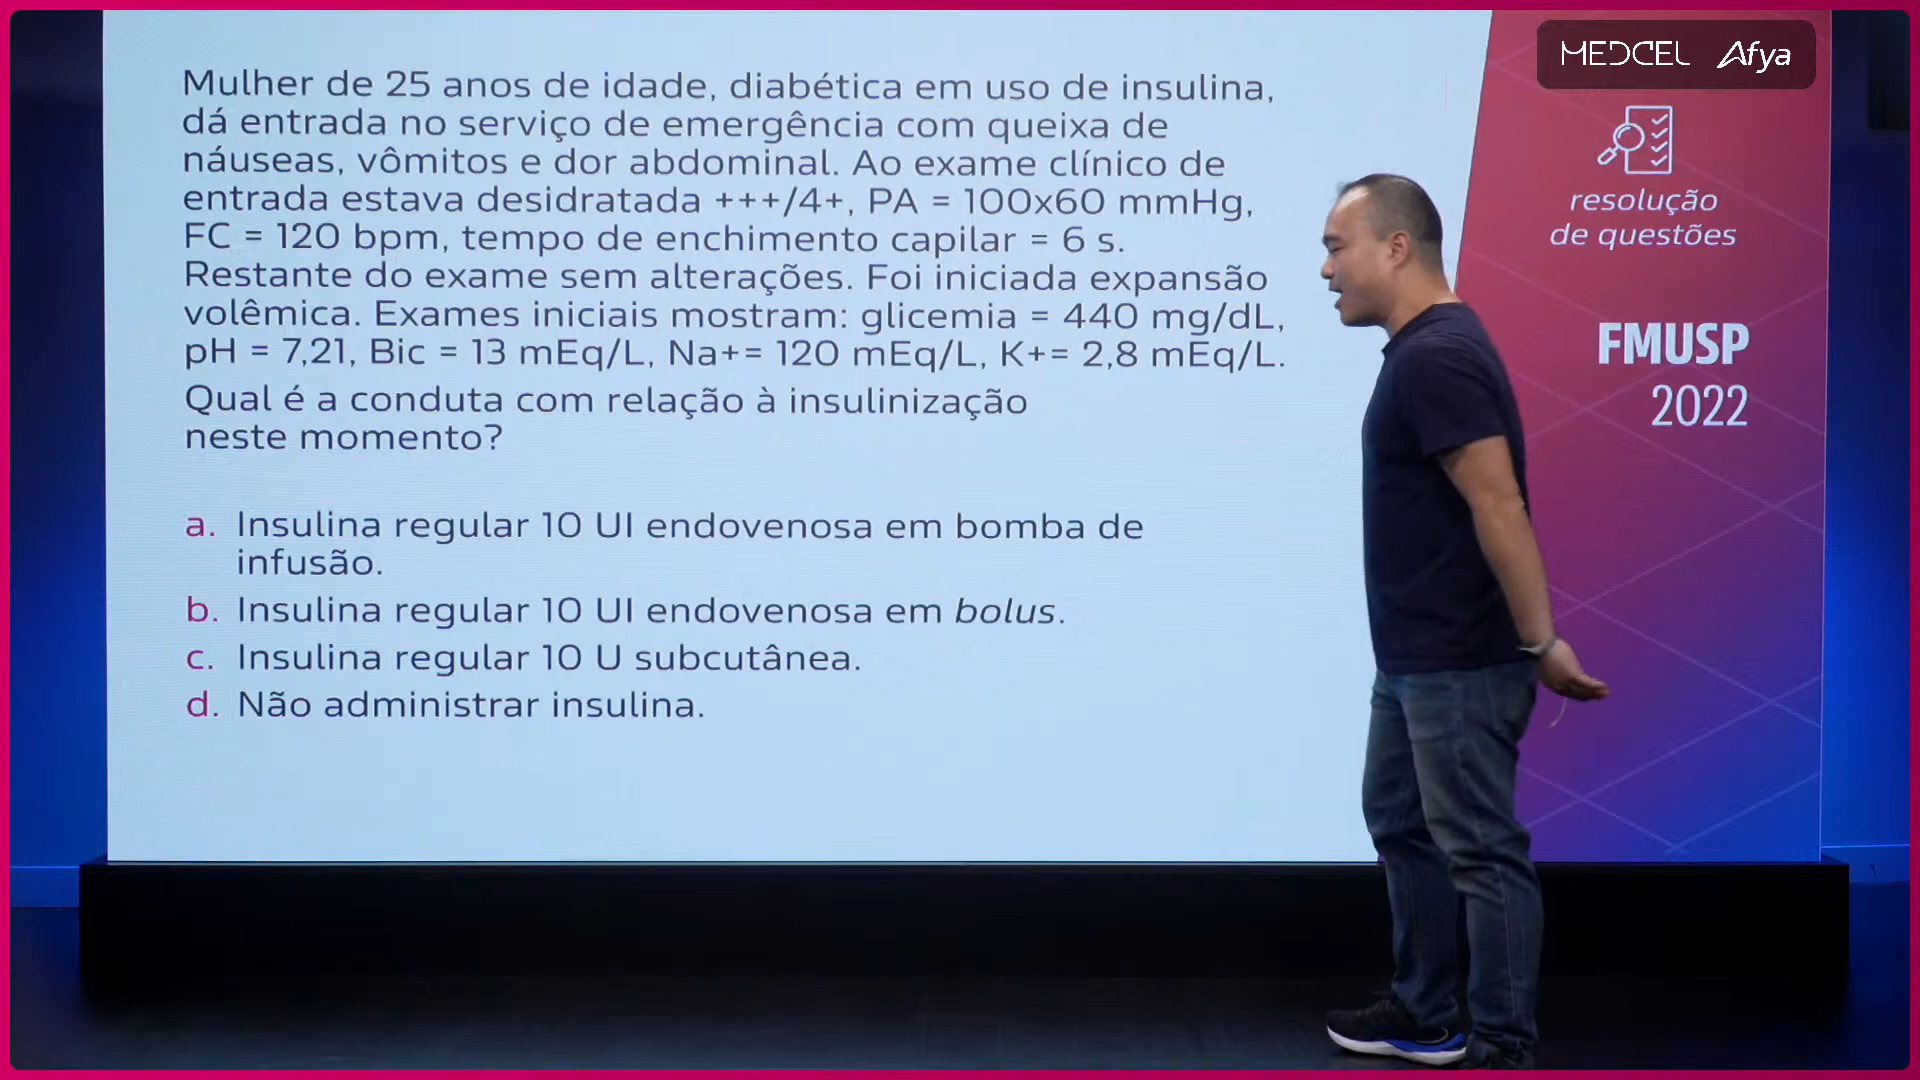 MEDCEL Afya
Mulher de 25 anos de idade, diabética em uso de insulina,
dá entrada no serviço de emergência com queixa de
náuseas, vômitos e dor abdominal. Ao exame clínico de
entrada estava desidratada +++/4+, PA = 100x60 mmHg,
FC = 120 bpm, tempo de enchimento capilar = 6 s.
Restante do exame sem alterações. Foi iniciada expansão
volêmica. Exames iniciais mostram: glicemia = 440 mg/dL,
pH = 7,21, Bic = 13 mEq/L, Na+= 120 mEq/L, K+= 2,8 mEq/L.
Qual é a conduta com relação à insulinização
neste momento?
a. Insulina regular 10 UI endovenosa em bomba de
infusão.
b. Insulina regular 10 UI endovenosa em bolus.
c. Insulina regular 10 U subcutânea.
d. Não administrar insulina.
resolução
de questões
FMUSP
2022